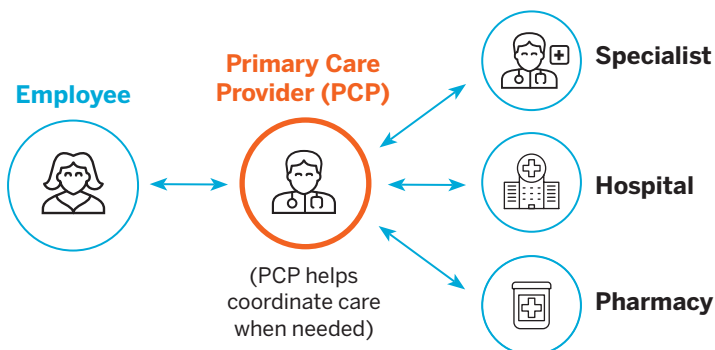 Employee
Primary Care
Provider (PCP)
(PCP helps
coordinate care
when needed)
Specialist
Hospital
Pharmacy